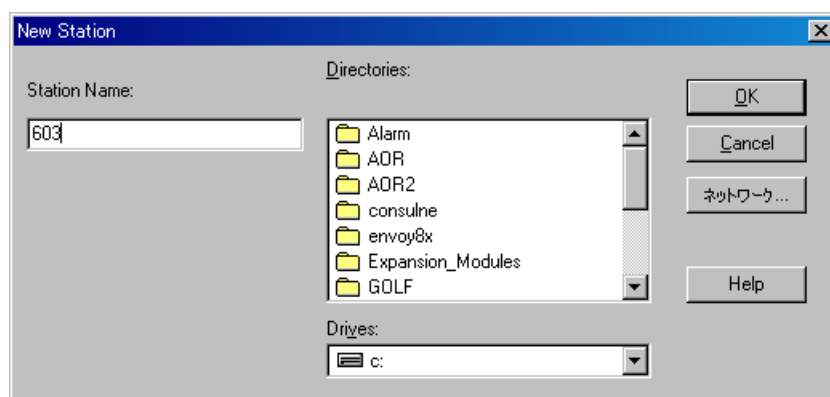 New Station
Station Name:
603
Directories:
Alarm
AOR
AOR2
consulne
envoy8x
Expansion_Modules
GOLF
Drives:
c:
OK
Cancel
ネットワーク...
Help